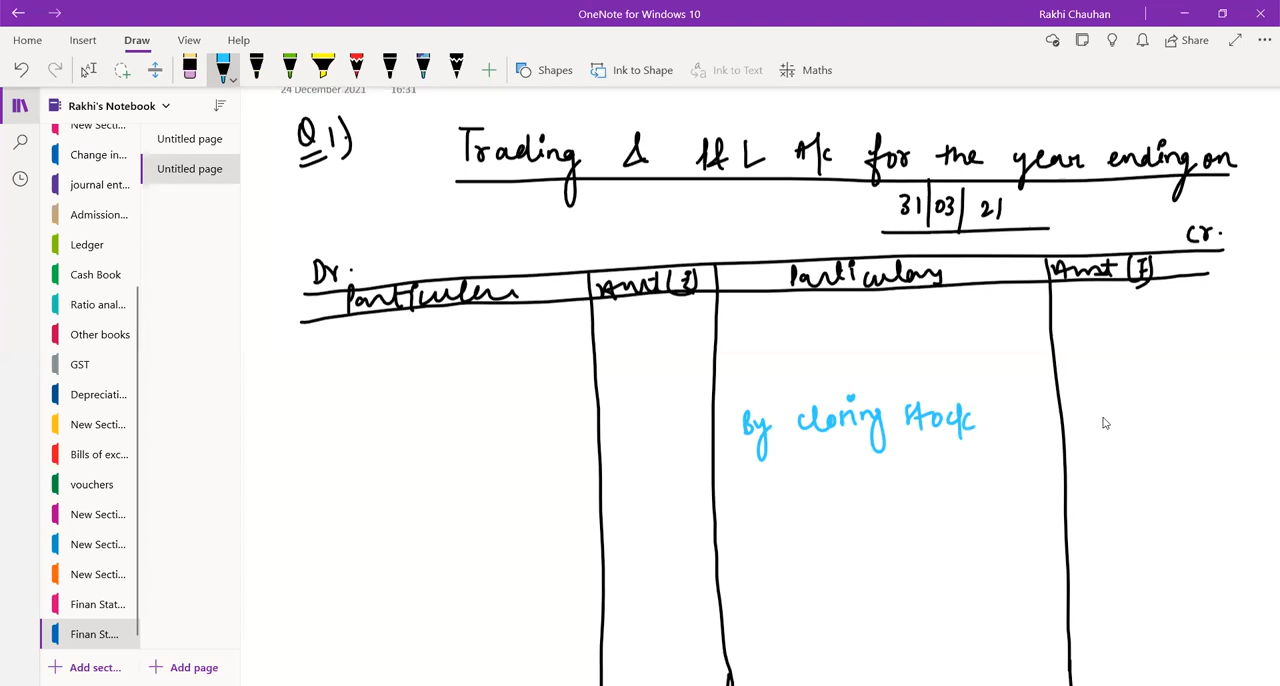 OneNote for Windows 10
Rakhi Chauhan
Home Insert Draw View Help
Share
Shapes Ink to Shape Ink to Text Maths
Rakhi's Notebook
New Secti...
Change in...
journal ent...
Admission...
Ledger
Cash Book
Ratio anal...
Other books
GST
Depreciati...
New Secti...
Bills of exc...
vouchers
New Secti...
New Secti...
New Secti...
Finan Stat...
Finan St....
Add sect...
Untitled page
Untitled page
Add page
24 December 2021 16:31
Q1) Trading & P&L A/c for the year ending on
31/03/21
Dr. Cr.
Particulars Amt (₹) Particulars Amt (₹)
By closing stock